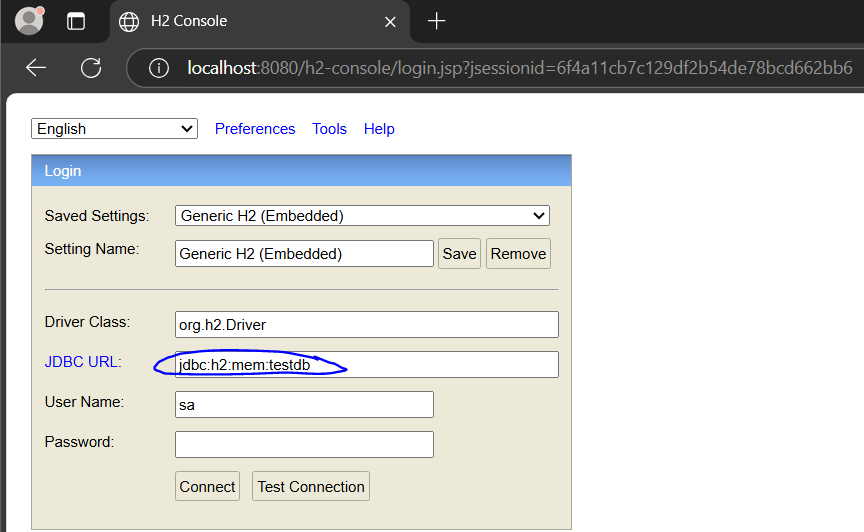 H2 Console
localhost:8080/h2-console/login.jsp?jsessionid=6f4a11cb7c129df2b54de78bcd662bb6
English Preferences Tools Help
Login
Saved Settings: Generic H2 (Embedded)
Setting Name: Generic H2 (Embedded) Save Remove
Driver Class: org.h2.Driver
JDBC URL: jdbc:h2:mem:testdb
User Name: sa
Password:
Connect Test Connection